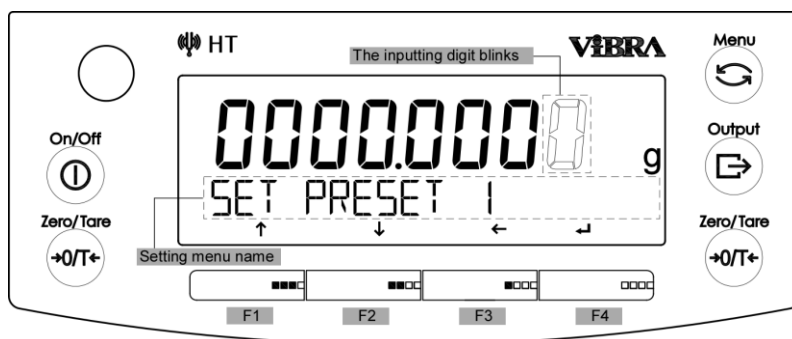 HT
ViBRA
Menu
The inputting digit blinks
0000.0000
g
On/Off
Output
SET PRESET 1
Zero/Tare
→0/T←
Zero/Tare
→0/T←
↑ ↓ ← ↵
Setting menu name
F1 F2 F3 F4